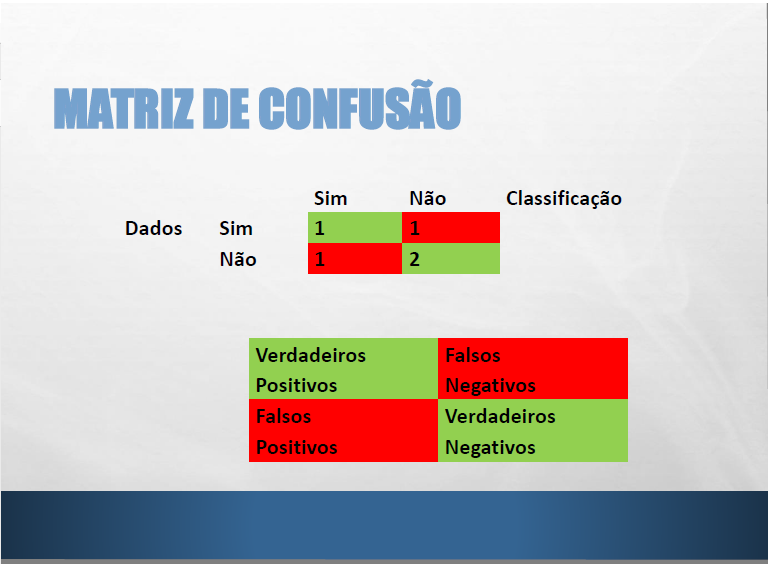 MATRIZ DE CONFUSÃO
Sim Não Classificação
Dados Sim 1 1
Não 1 2
Verdadeiros Falsos
Positivos Negativos
Falsos Verdadeiros
Positivos Negativos